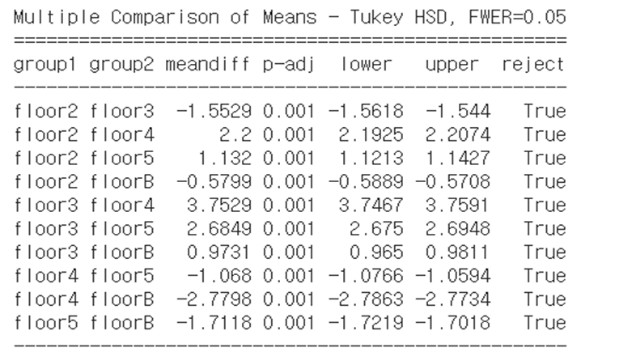 Multiple Comparison of Means - Tukey HSD, FWER=0.05
====================================================
group1 group2 meandiff p-adj lower upper reject
----------------------------------------------------
floor2 floor3 -1.5529 0.001 -1.5618 -1.544 True
floor2 floor4 2.2 0.001 2.1925 2.2074 True
floor2 floor5 1.132 0.001 1.1213 1.1427 True
floor2 floorB -0.5799 0.001 -0.5889 -0.5708 True
floor3 floor4 3.7529 0.001 3.7467 3.7591 True
floor3 floor5 2.6849 0.001 2.675 2.6948 True
floor3 floorB 0.9731 0.001 0.965 0.9811 True
floor4 floor5 -1.068 0.001 -1.0766 -1.0594 True
floor4 floorB -2.7798 0.001 -2.7863 -2.7734 True
floor5 floorB -1.7118 0.001 -1.7219 -1.7018 True
----------------------------------------------------